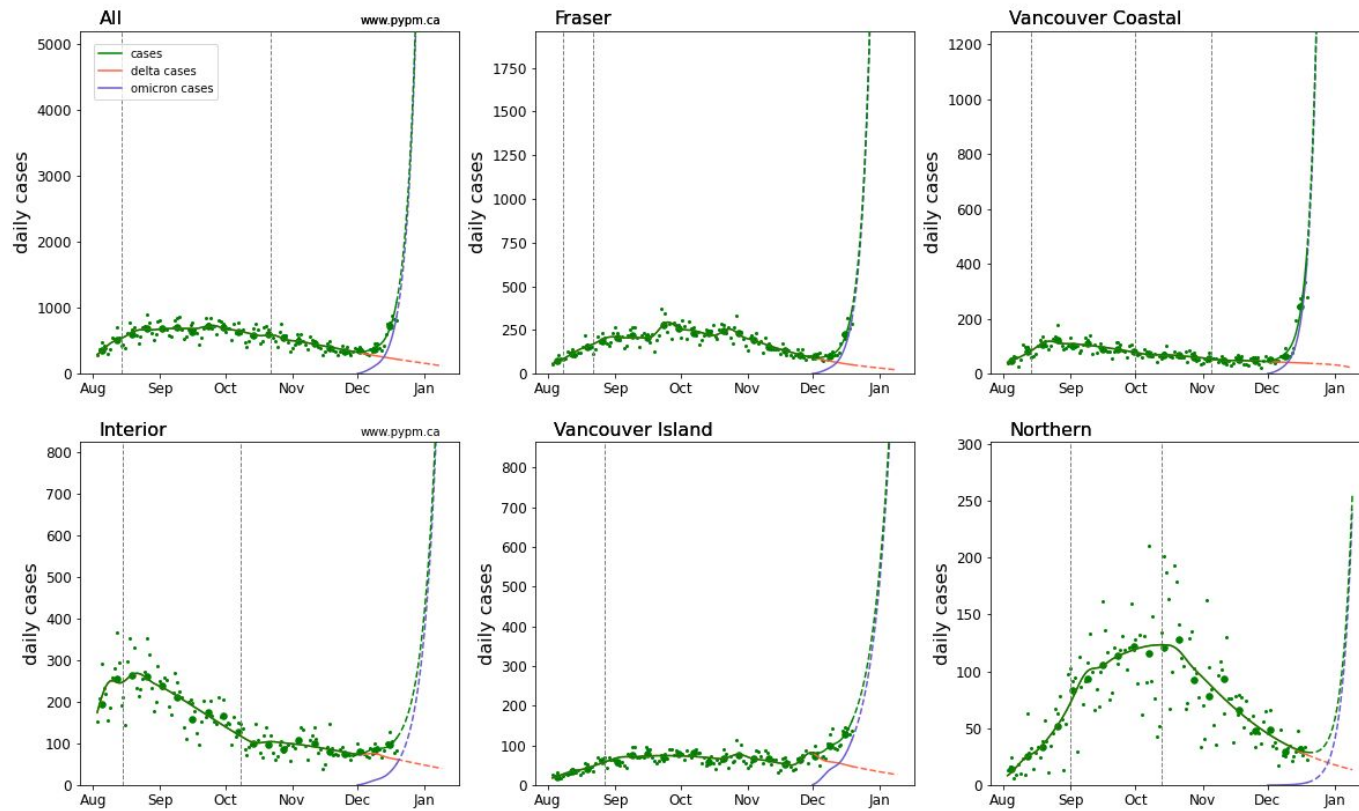 All www.pypm.ca
daily cases
5000
4000
3000
2000
1000
0
cases
delta cases
omicron cases
Aug Sep Oct Nov Dec Jan
Fraser
daily cases
1750
1500
1250
1000
750
500
250
0
Aug Sep Oct Nov Dec Jan
Vancouver Coastal
daily cases
1200
1000
800
600
400
200
0
Aug Sep Oct Nov Dec Jan
Interior www.pypm.ca
daily cases
800
700
600
500
400
300
200
100
0
Aug Sep Oct Nov Dec Jan
Vancouver Island
daily cases
800
700
600
500
400
300
200
100
0
Aug Sep Oct Nov Dec Jan
Northern
daily cases
300
250
200
150
100
50
0
Aug Sep Oct Nov Dec Jan